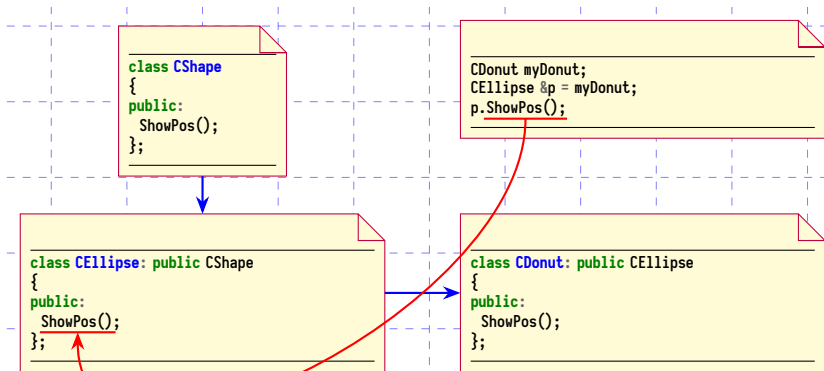 class CShape
{
public:
ShowPos();
};
CDonut myDonut;
CEllipse &p = myDonut;
p.ShowPos();
class CEllipse: public CShape
{
public:
ShowPos();
};
class CDonut: public CEllipse
{
public:
ShowPos();
};